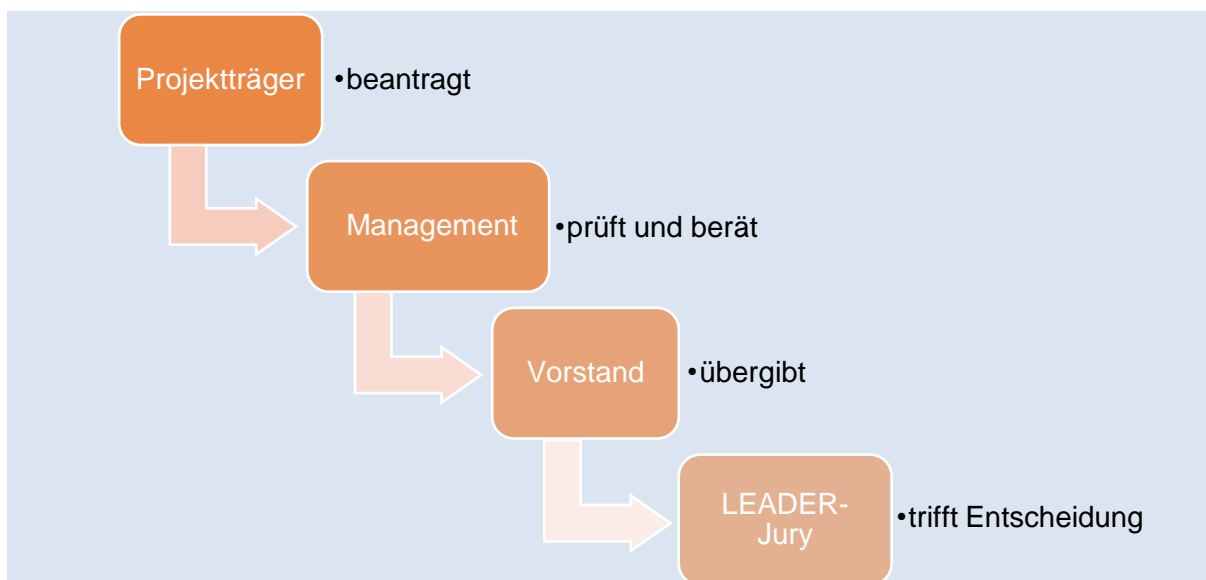 Projektträger
•beantragt
Management
•prüft und berät
Vorstand
•übergibt
LEADER-
Jury
•trifft Entscheidung